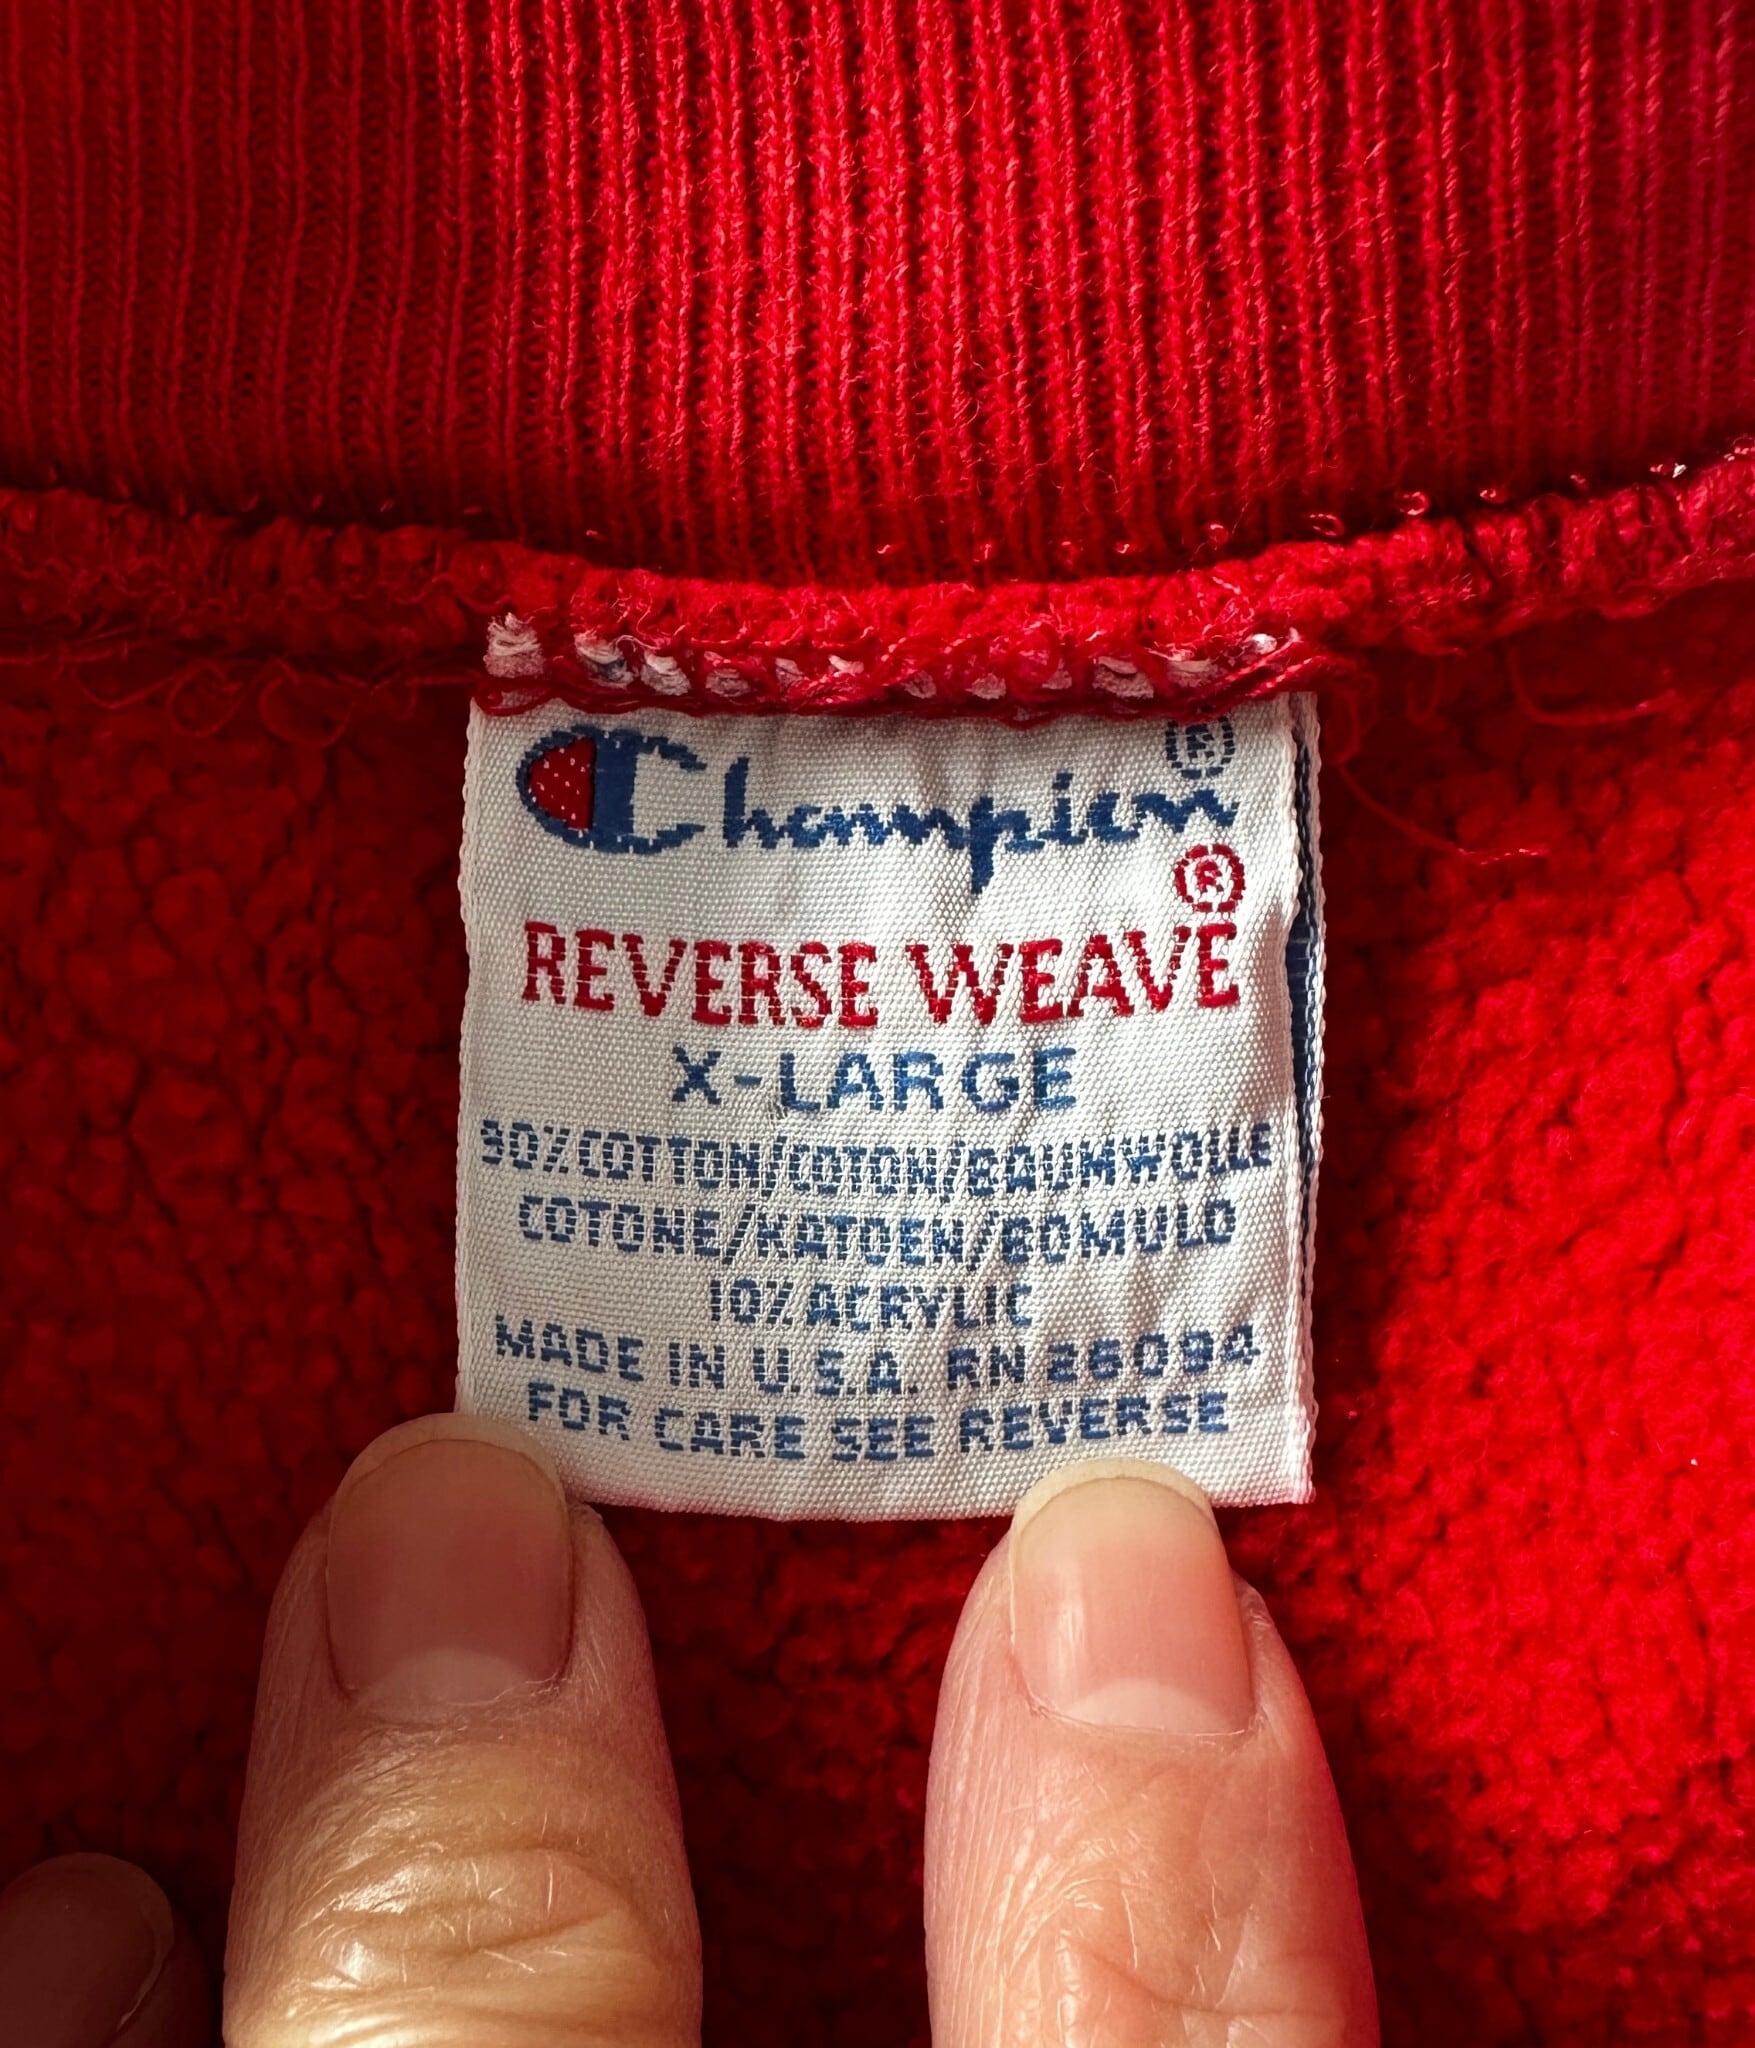 Champion ®
®
REVERSE WEAVE
X-LARGE
90% COTTON/COTON/BAUMWOLLE
COTONE/KATOEN/BOMULD
10% ACRYLIC
MADE IN U.S.A. RN 26094
FOR CARE SEE REVERSE